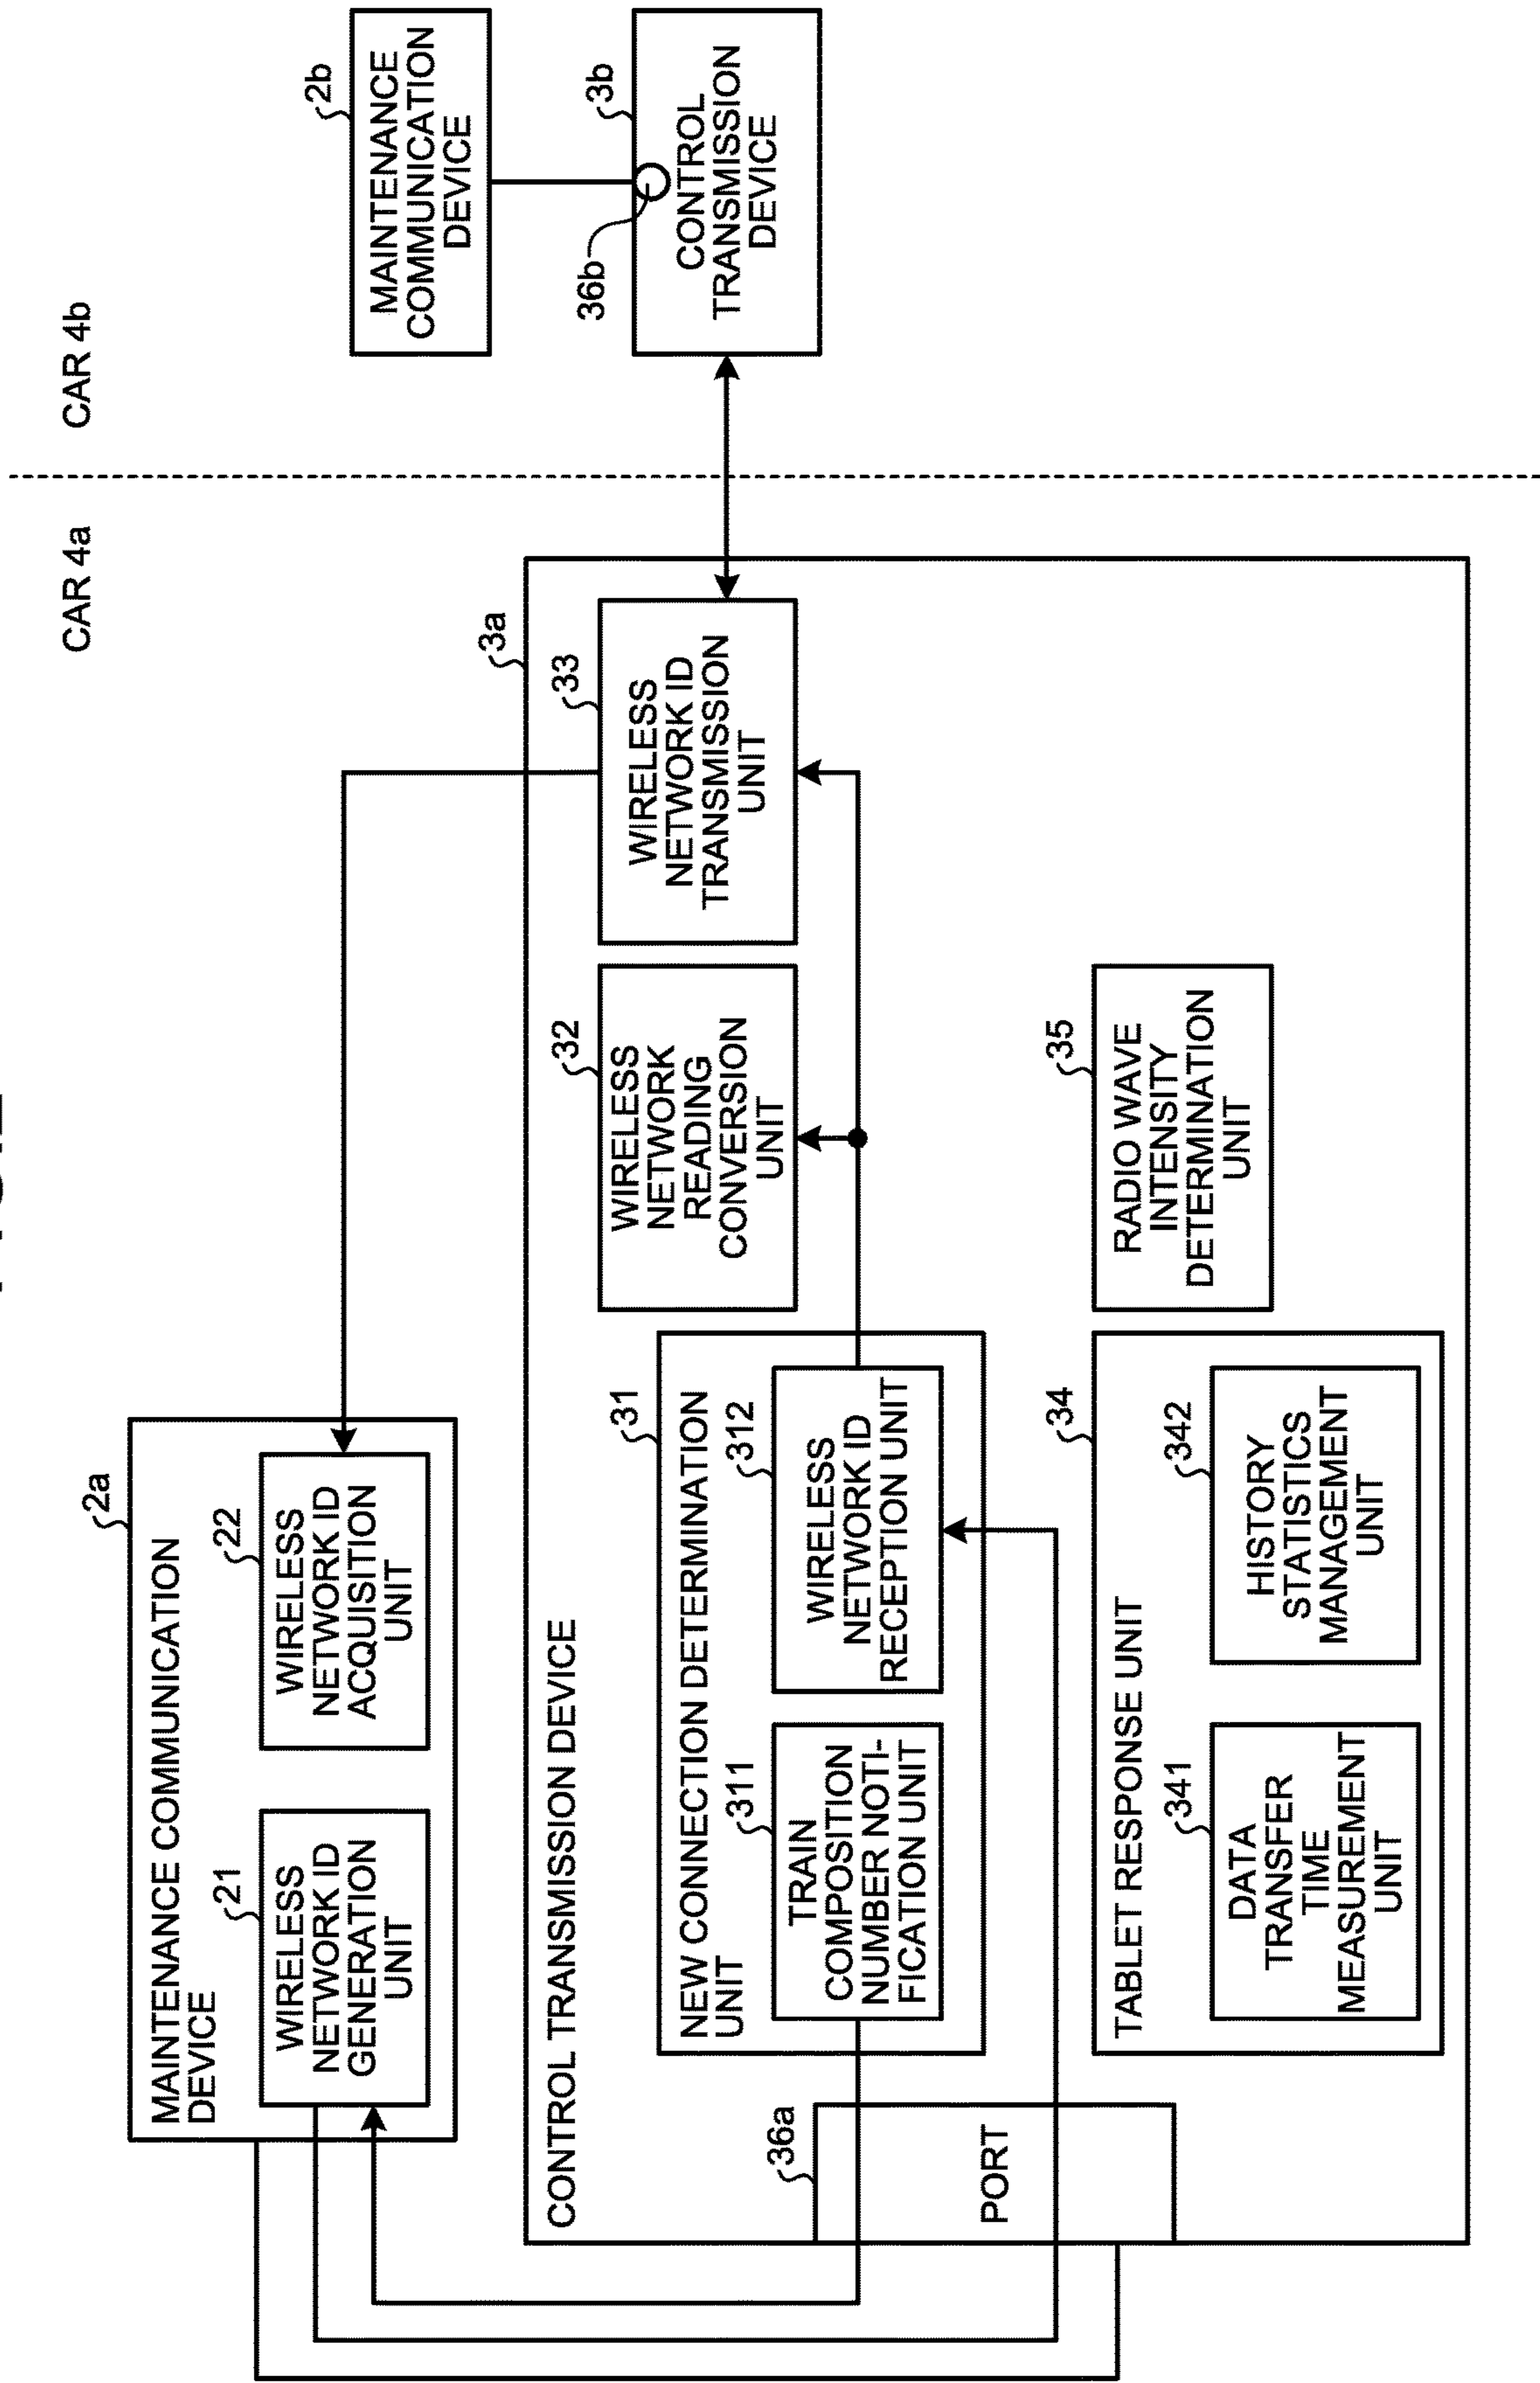 CAR 4a
CAR 4b
2a
MAINTENANCE COMMUNICATION
DEVICE
21
WIRELESS
NETWORK ID
GENERATION
UNIT
22
WIRELESS
NETWORK ID
ACQUISITION
UNIT
2b
MAINTENANCE
COMMUNICATION
DEVICE
3a
CONTROL TRANSMISSION DEVICE
31
NEW CONNECTION DETERMINATION
UNIT
311
TRAIN
COMPOSITION
NUMBER NOTI-
FICATION UNIT
312
WIRELESS
NETWORK ID
RECEPTION UNIT
32
WIRELESS
NETWORK
READING
CONVERSION
UNIT
33
WIRELESS
NETWORK ID
TRANSMISSION
UNIT
36b
3b
CONTROL
TRANSMISSION
DEVICE
36a
PORT
34
TABLET RESPONSE UNIT
341
DATA
TRANSFER
TIME
MEASUREMENT
UNIT
342
HISTORY
STATISTICS
MANAGEMENT
UNIT
35
RADIO WAVE
INTENSITY
DETERMINATION
UNIT